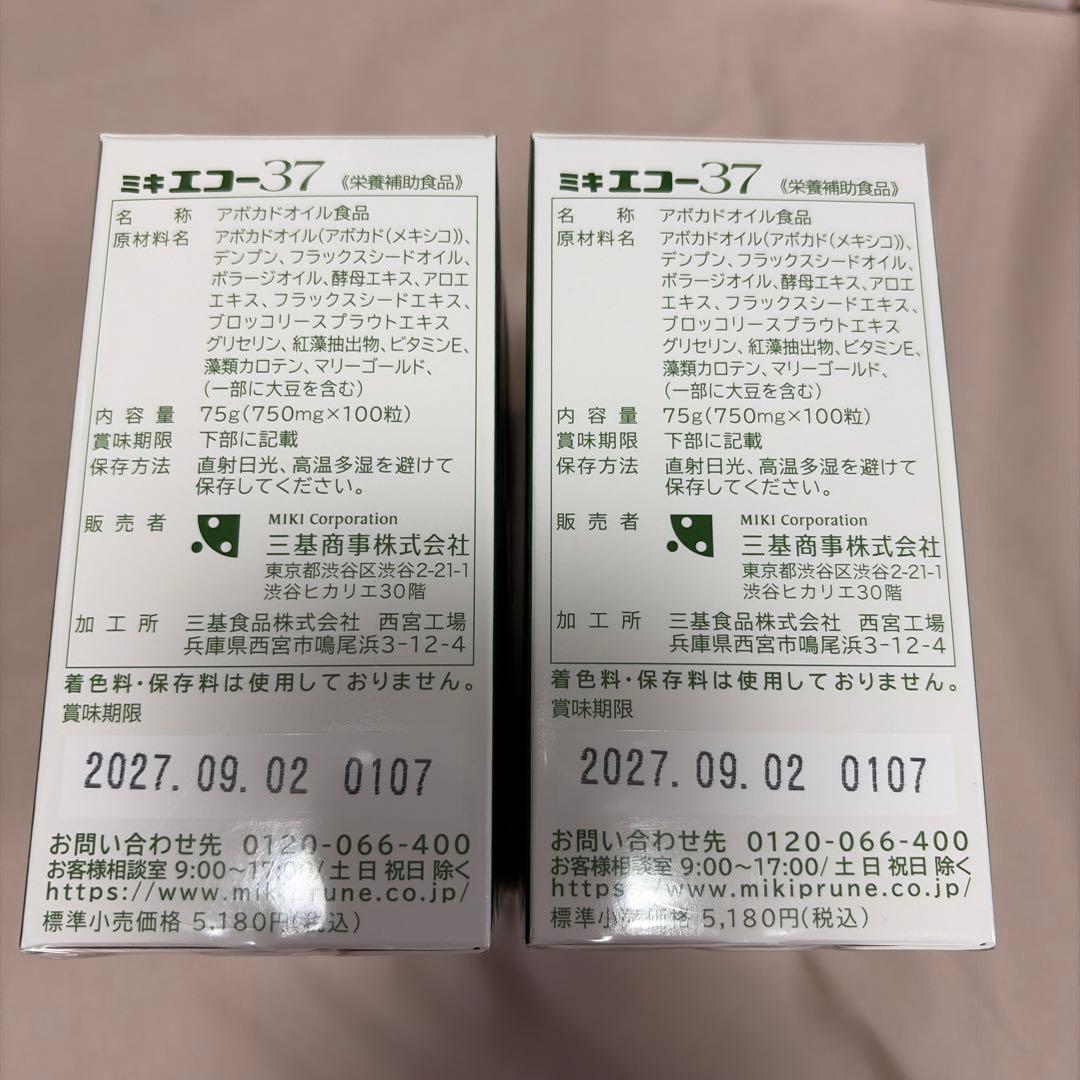 ミキエコー37 《栄養補助食品》
名称 アボカドオイル食品
原材料名 アボカドオイル(アボカド(メキシコ))、
デンプン、フラックスシードオイル、
ボラージオイル、酵母エキス、アロエ
エキス、フラックスシードエキス、
ブロッコリースプラウトエキス
グリセリン、紅藻抽出物、ビタミンE、
藻類カロテン、マリーゴールド、
(一部に大豆を含む)
内容量 75g(750mg×100粒)
賞味期限 下部に記載
保存方法 直射日光、高温多湿を避けて
保存してください。
販売者 MIKI Corporation
三基商事株式会社
東京都渋谷区渋谷2-21-1
渋谷ヒカリエ30階
加工所 三基食品株式会社 西宮工場
兵庫県西宮市鳴尾浜3-12-4
着色料・保存料は使用しておりません。
賞味期限
2027.09.02 0107
お問い合わせ先 0120-066-400
お客様相談室 9:00~17:00/土日祝日除く
https://www.mikiprune.co.jp/
標準小売価格 5,180円(税込)
ミキエコー37 《栄養補助食品》
名称 アボカドオイル食品
原材料名 アボカドオイル(アボカド(メキシコ))、
デンプン、フラックスシードオイル、
ボラージオイル、酵母エキス、アロエ
エキス、フラックスシードエキス、
ブロッコリースプラウトエキス
グリセリン、紅藻抽出物、ビタミンE、
藻類カロテン、マリーゴールド、
(一部に大豆を含む)
内容量 75g(750mg×100粒)
賞味期限 下部に記載
保存方法 直射日光、高温多湿を避けて
保存してください。
販売者 MIKI Corporation
三基商事株式会社
東京都渋谷区渋谷2-21-1
渋谷ヒカリエ30階
加工所 三基食品株式会社 西宮工場
兵庫県西宮市鳴尾浜3-12-4
着色料・保存料は使用しておりません。
賞味期限
2027.09.02 0107
お問い合わせ先 0120-066-400
お客様相談室 9:00~17:00/土日祝日除く
https://www.mikiprune.co.jp/
標準小売価格 5,180円(税込)